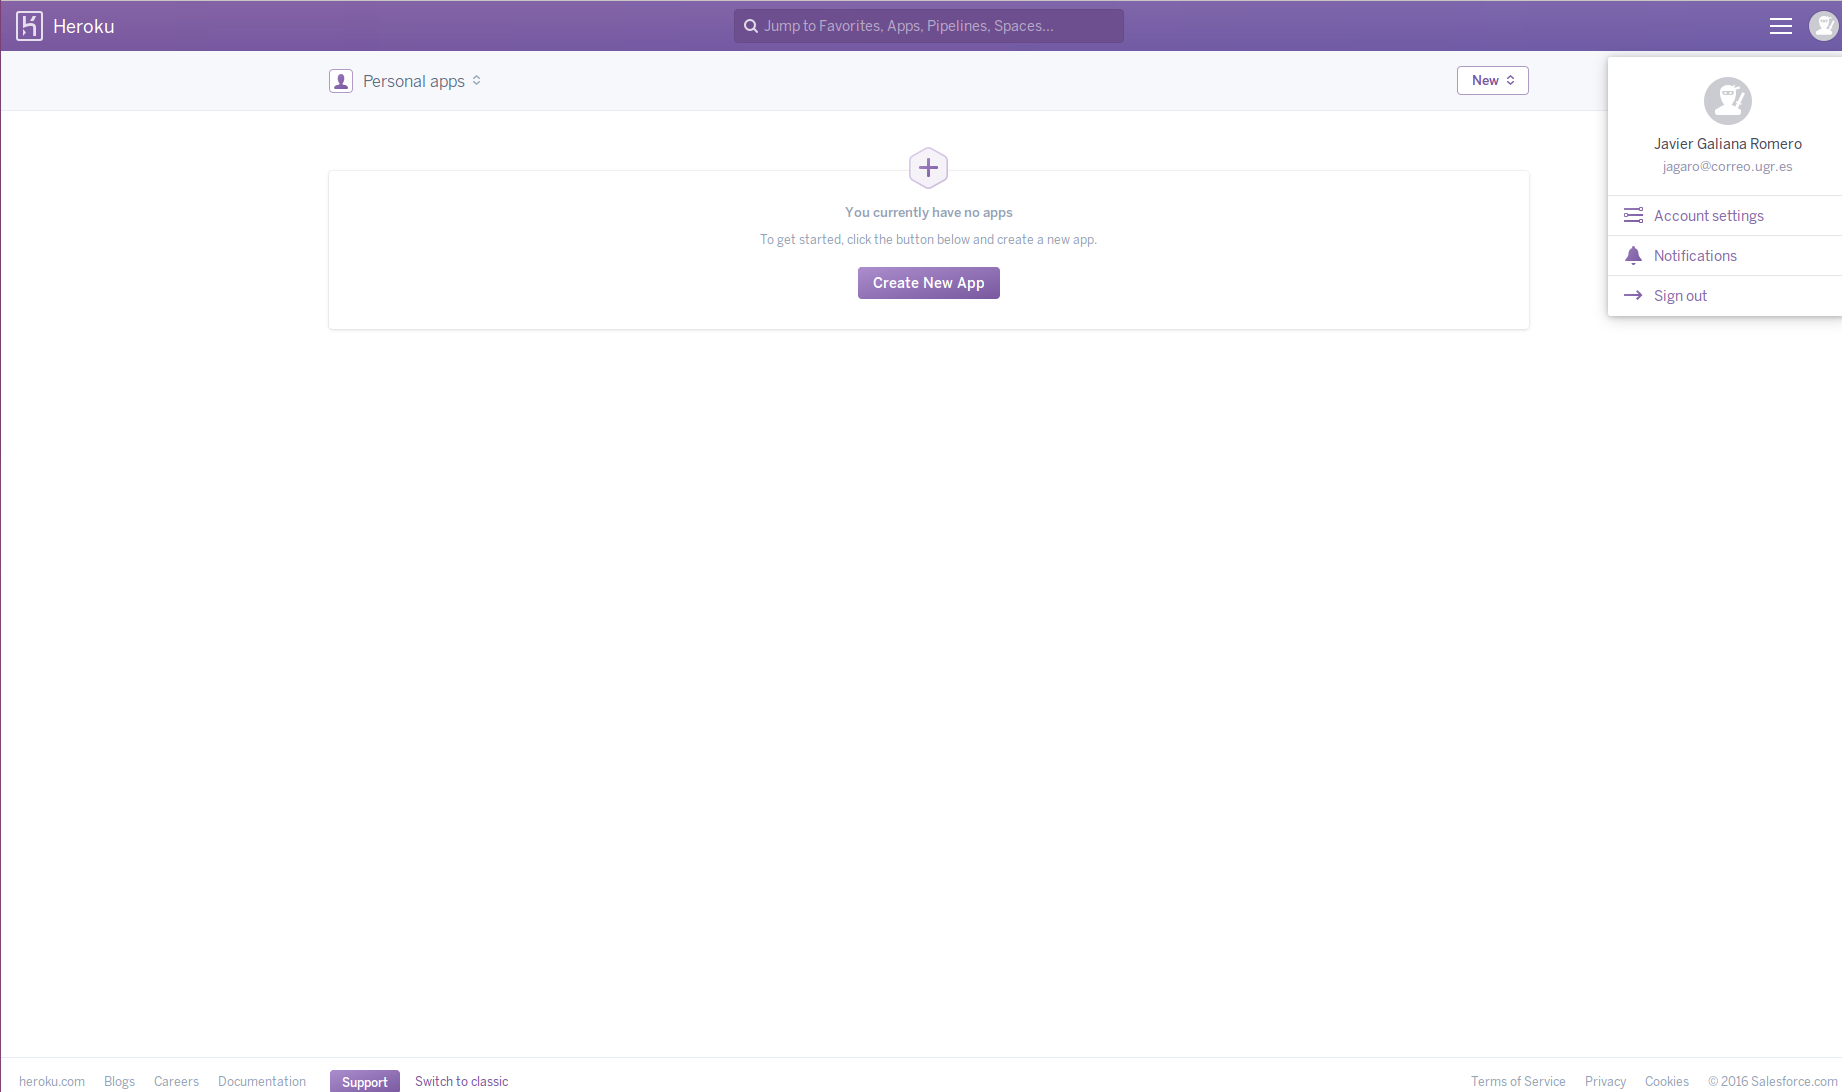 Heroku
Jump to Favorites, Apps, Pipelines, Spaces...
Personal apps
New
Javier Galiana Romero
jagaro@correo.ugr.es
Account settings
Notifications
Sign out
You currently have no apps
To get started, click the button below and create a new app.
Create New App
heroku.com Blogs Careers Documentation Support Switch to classic Terms of Service Privacy Cookies © 2016 Salesforce.com